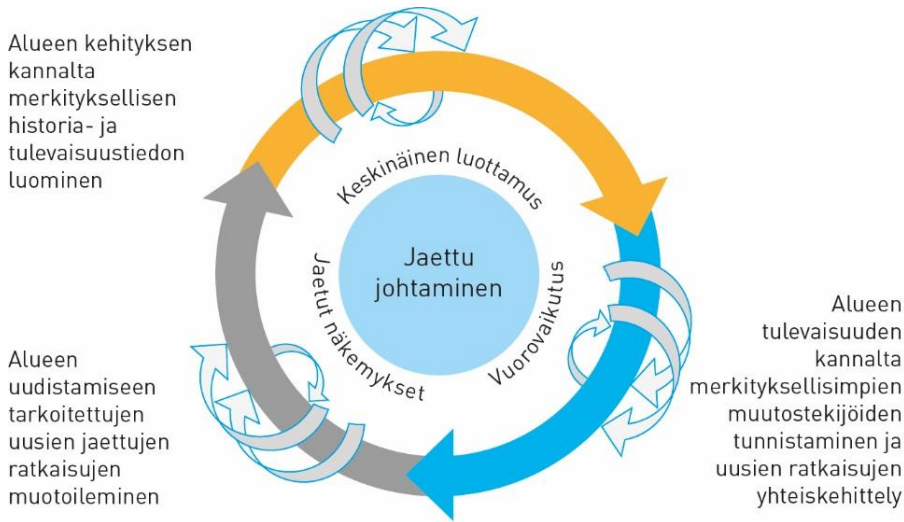 Alueen kehityksen
kannalta
merkityksellisen
historia- ja
tulevaisuustiedon
luominen
Keskinäinen luottamus
Jaettu
johtaminen
Jaetut näkemykset
Vuorovaikutus
Alueen
tulevaisuuden
kannalta
merkityksellisimpien
muutostekijöiden
tunnistaminen ja
uusien ratkaisujen
yhteiskehittely
Alueen
uudistamiseen
tarkoitettujen
uusien jaettujen
ratkaisujen
muotoileminen